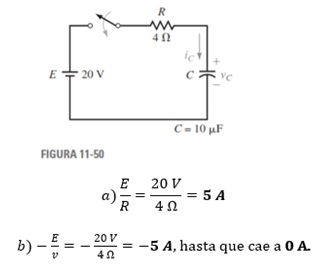 R
4 Ω
i_C
+
E
20 V
C
v_C
−
C = 10 μF
FIGURA 11-50
a) E/R = 20 V/4 Ω = 5 A
b) − E/v = − 20 V/4 Ω = −5 A, hasta que cae a 0 A.